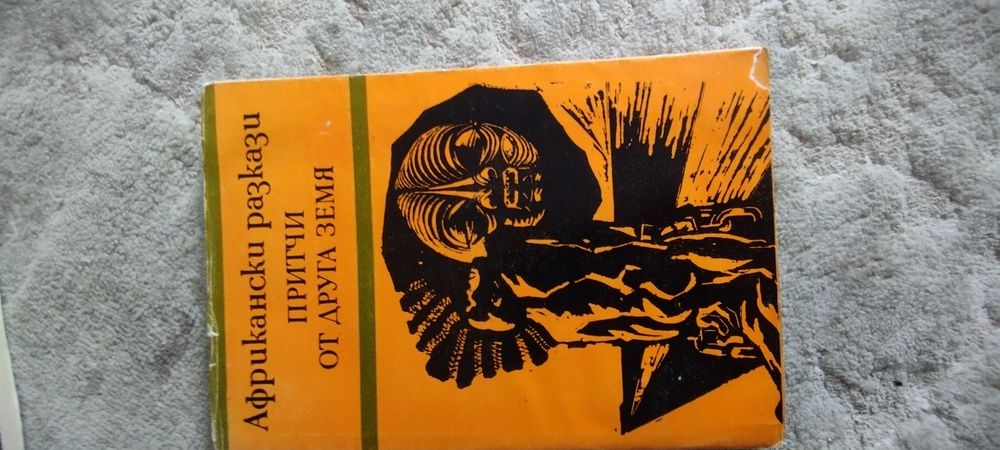 Африкански разкази
ПРИТЧИ
ОТ ДРУГА ЗЕМЯ